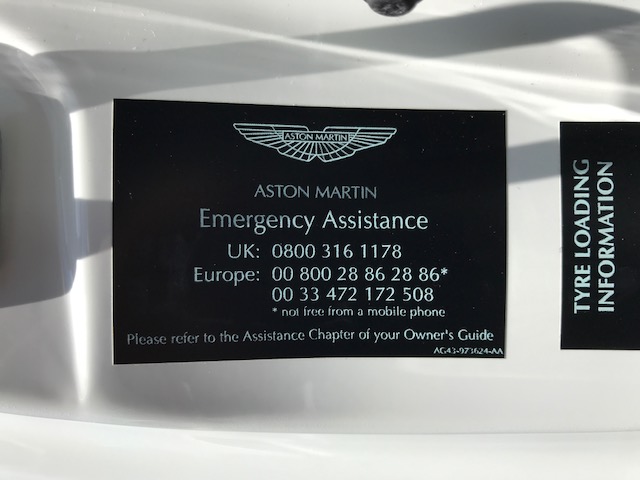 ASTON MARTIN
ASTON MARTIN
Emergency Assistance
UK: 0800 316 1178
Europe: 00 800 28 86 28 86*
00 33 472 172 508
* not free from a mobile phone
Please refer to the Assistance Chapter of your Owner's Guide
AG43-973624-AA
TYRE LOADING
INFORMATION